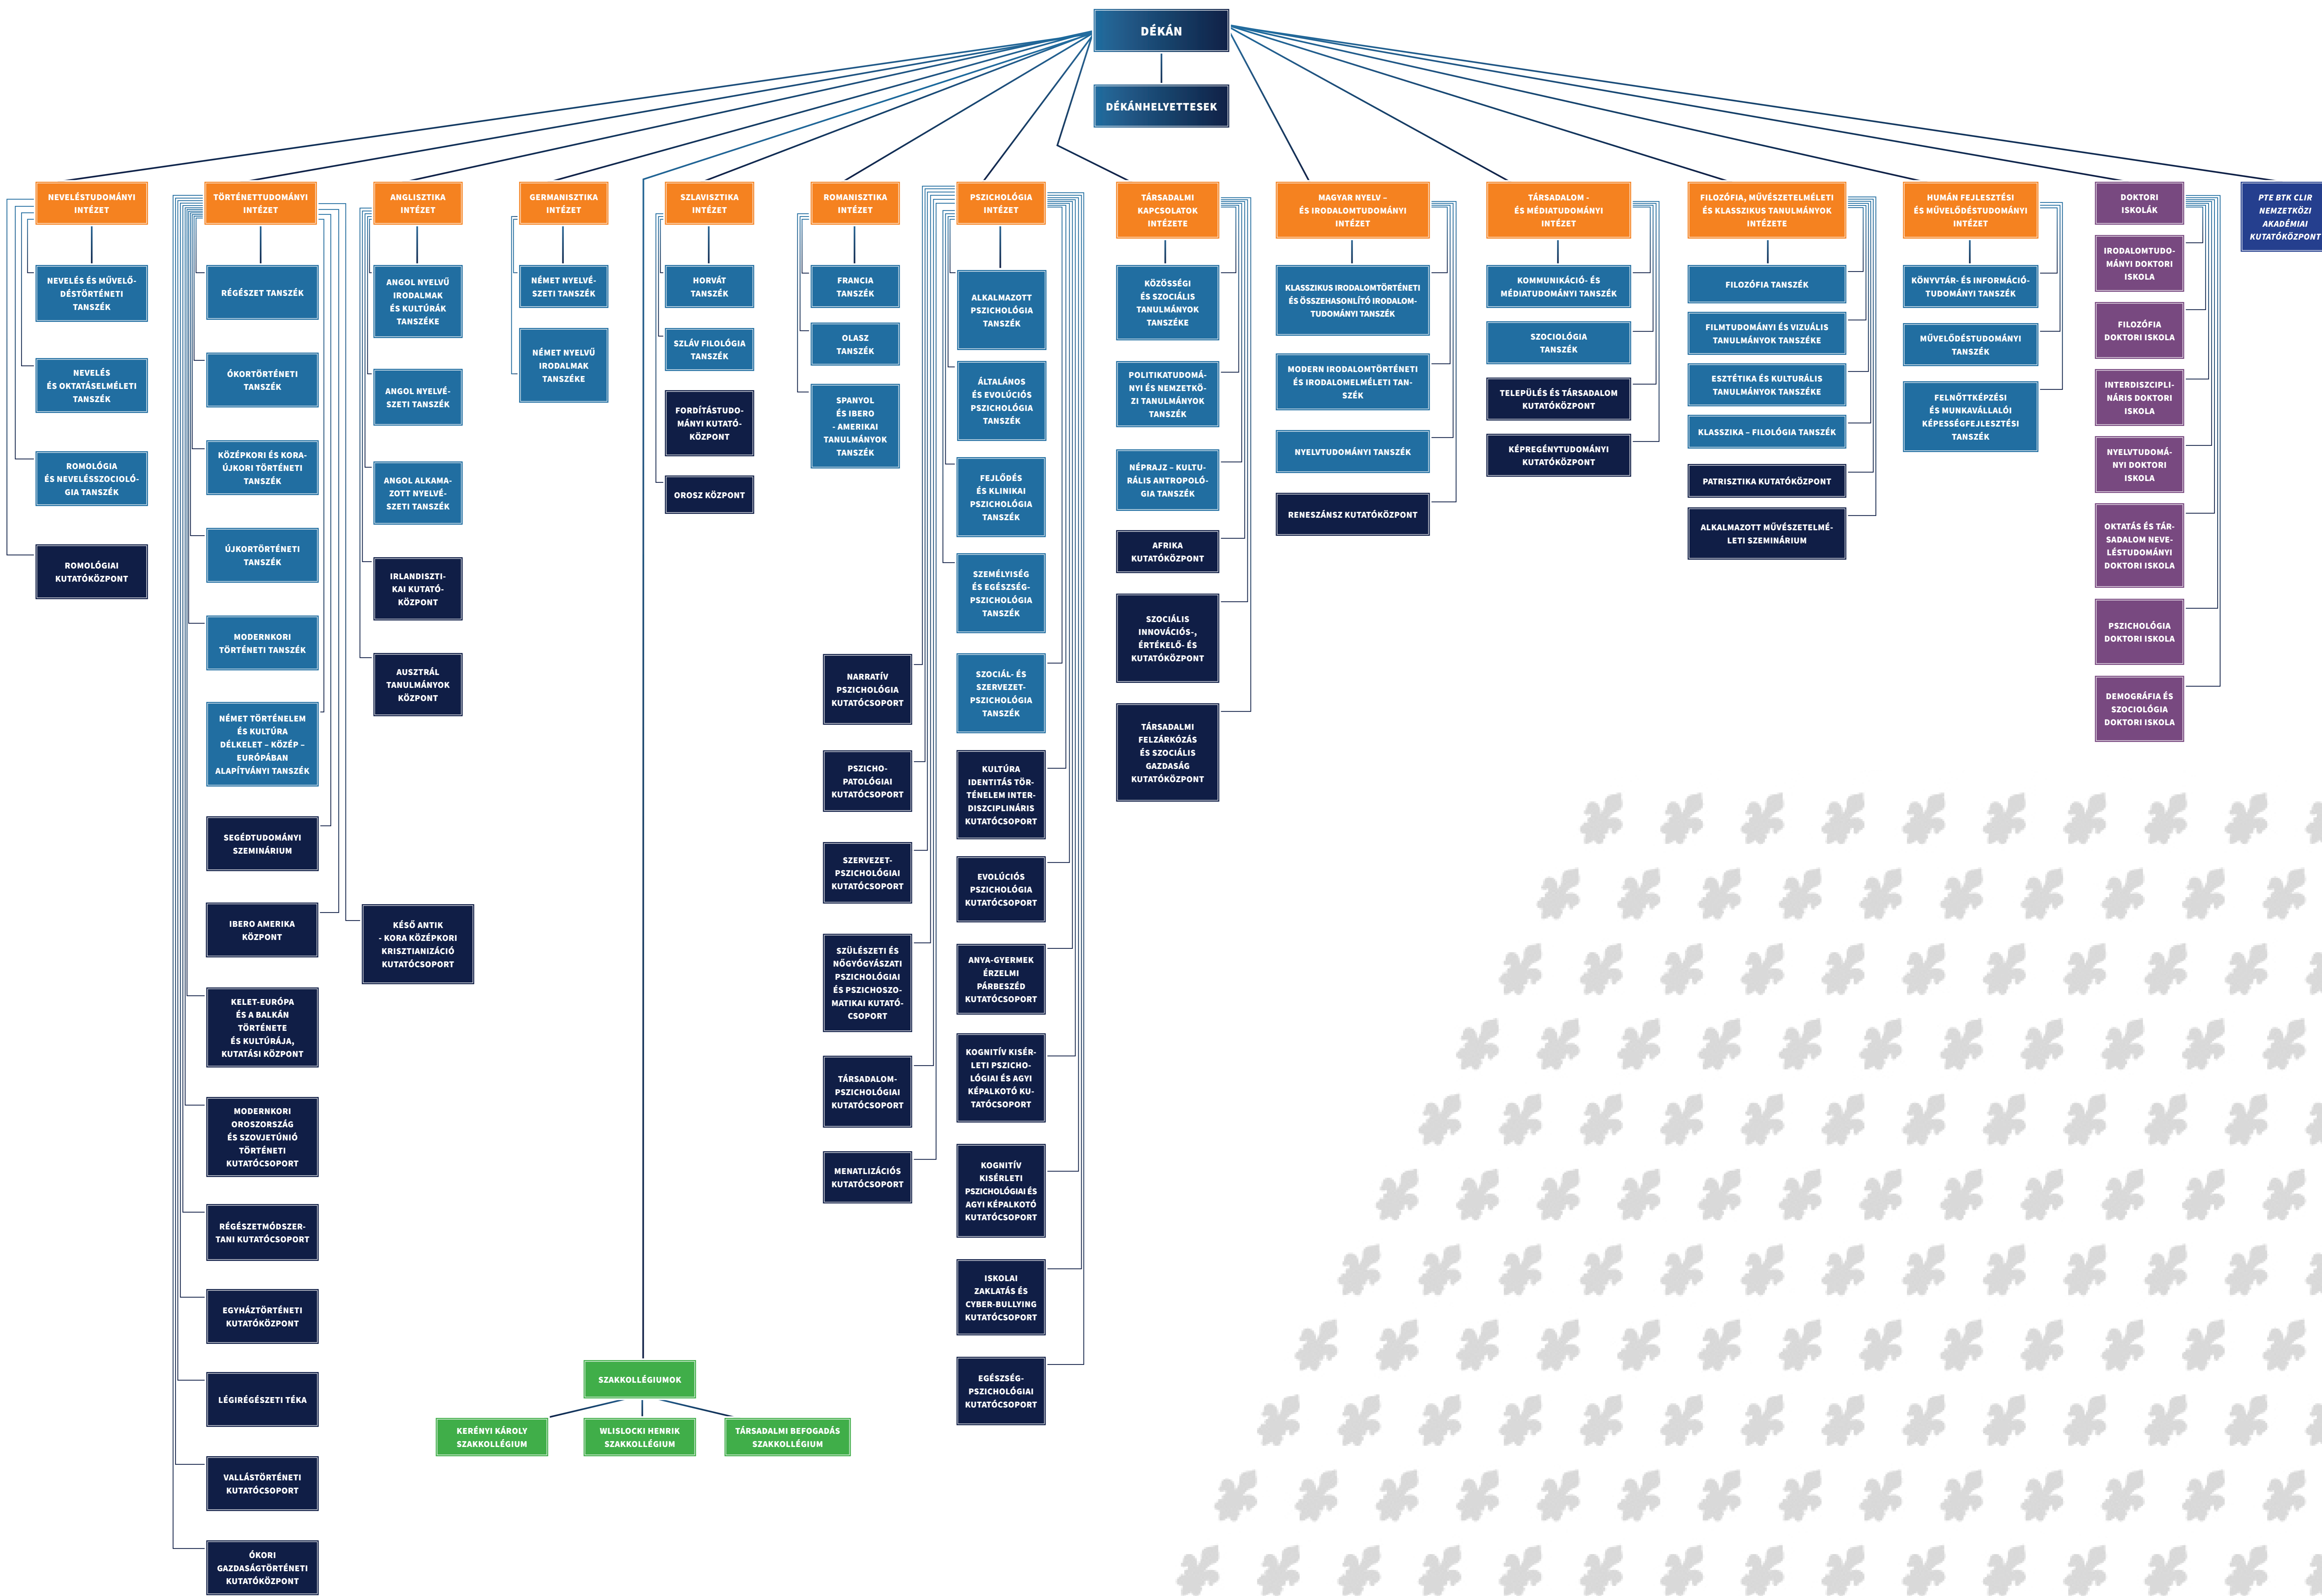 DÉKÁN
DÉKÁNHELYETTESEK
NEVELÉSTUDOMÁNYI
INTÉZET
NEVELÉS ÉS MŰVELŐ-
DÉSTÖRTÉNETI
TANSZÉK
NEVELÉS
ÉS OKTATÁSELMÉLETI
TANSZÉK
ROMOLÓGIA
ÉS NEVELÉSSZOCIOLÓ-
GIA TANSZÉK
ROMOLÓGIAI
KUTATÓKÖZPONT
TÖRTÉNETTUDOMÁNYI
INTÉZET
RÉGÉSZET TANSZÉK
ÓKORTÖRTÉNETI
TANSZÉK
KÖZÉPKORI ÉS KORA-
ÚJKORI TÖRTÉNETI
TANSZÉK
ÚJKORTÖRTÉNETI
TANSZÉK
MODERNKORI
TÖRTÉNETI TANSZÉK
NÉMET TÖRTÉNELEM
ÉS KULTÚRA
DÉLKELET – KÖZÉP –
EURÓPÁBAN
ALAPÍTVÁNYI TANSZÉK
SEGÉDTUDOMÁNYI
SZEMINÁRIUM
IBERO AMERIKA
KÖZPONT
KELET-EURÓPA
ÉS A BALKÁN
TÖRTÉNETE
ÉS KULTÚRÁJA,
KUTATÁSI KÖZPONT
MODERNKORI
OROSZORSZÁG
ÉS SZOVJETÚNIÓ
TÖRTÉNETI
KUTATÓCSOPORT
RÉGÉSZETMÓDSZER-
TANI KUTATÓCSOPORT
EGYHÁZTÖRTÉNETI
KUTATÓKÖZPONT
LÉGIRÉGÉSZETI TÉKA
VALLÁSTÖRTÉNETI
KUTATÓCSOPORT
ÓKORI
GAZDASÁGTÖRTÉNETI
KUTATÓKÖZPONT
KÉSŐ ANTIK
- KORA KÖZÉPKORI
KRISZTIANIZÁCIÓ
KUTATÓCSOPORT
ANGLISZTIKA
INTÉZET
ANGOL NYELVŰ
IRODALMAK
ÉS KULTÚRÁK
TANSZÉKE
ANGOL NYELVÉ-
SZETI TANSZÉK
ANGOL ALKAMA-
ZOTT NYELVÉ-
SZETI TANSZÉK
IRLANDISZTI-
KAI KUTATÓ-
KÖZPONT
AUSZTRÁL
TANULMÁNYOK
KÖZPONT
GERMANISZTIKA
INTÉZET
NÉMET NYELVÉ-
SZETI TANSZÉK
NÉMET NYELVŰ
IRODALMAK
TANSZÉKE
SZLAVISZTIKA
INTÉZET
HORVÁT
TANSZÉK
SZLÁV FILOLÓGIA
TANSZÉK
FORDÍTÁSTUDO-
MÁNYI KUTATÓ-
KÖZPONT
OROSZ KÖZPONT
SZAKKOLLÉGIUMOK
KERÉNYI KÁROLY
SZAKKOLLÉGIUM
WLISLOCKI HENRIK
SZAKKOLLÉGIUM
TÁRSADALMI BEFOGADÁS
SZAKKOLLÉGIUM
ROMANISZTIKA
INTÉZET
FRANCIA
TANSZÉK
OLASZ
TANSZÉK
SPANYOL
ÉS IBERO
- AMERIKAI
TANULMÁNYOK
TANSZÉK
PSZICHOLÓGIA
INTÉZET
ALKALMAZOTT
PSZICHOLÓGIA
TANSZÉK
ÁLTALÁNOS
ÉS EVOLÚCIÓS
PSZICHOLÓGIA
TANSZÉK
FEJLŐDÉS
ÉS KLINIKAI
PSZICHOLÓGIA
TANSZÉK
SZEMÉLYISÉG
ÉS EGÉSZSÉG-
PSZICHOLÓGIA
TANSZÉK
SZOCIÁL- ÉS
SZERVEZET-
PSZICHOLÓGIA
TANSZÉK
KULTÚRA
IDENTITÁS TÖR-
TÉNELEM INTER-
DISZCIPLINÁRIS
KUTATÓCSOPORT
EVOLÚCIÓS
PSZICHOLÓGIA
KUTATÓCSOPORT
ANYA-GYERMEK
ÉRZELMI
PÁRBESZÉD
KUTATÓCSOPORT
KOGNITÍV KISÉR-
LETI PSZICHO-
LÓGIAI ÉS AGYI
KÉPALKOTÓ KU-
TATÓCSOPORT
KOGNITÍV
KISÉRLETI
PSZICHOLÓGIAI ÉS
AGYI KÉPALKOTÓ
KUTATÓCSOPORT
ISKOLAI
ZAKLATÁS ÉS
CYBER-BULLYING
KUTATÓCSOPORT
EGÉSZSÉG-
PSZICHOLÓGIAI
KUTATÓCSOPORT
NARRATÍV
PSZICHOLÓGIA
KUTATÓCSOPORT
PSZICHO-
PATOLÓGIAI
KUTATÓCSOPORT
SZERVEZET-
PSZICHOLÓGIAI
KUTATÓCSOPORT
SZÜLÉSZETI ÉS
NŐGYÓGYÁSZATI
PSZICHOLÓGIAI
ÉS PSZICHOSZO-
MATIKAI KUTATÓ-
CSOPORT
TÁRSADALOM-
PSZICHOLÓGIAI
KUTATÓCSOPORT
MENATLIZÁCIÓS
KUTATÓCSOPORT
TÁRSADALMI
KAPCSOLATOK
INTÉZETE
KÖZÖSSÉGI
ÉS SZOCIÁLIS
TANULMÁNYOK
TANSZÉKE
POLITIKATUDOMÁ-
NYI ÉS NEMZETKÖ-
ZI TANULMÁNYOK
TANSZÉK
NÉPRAJZ – KULTU-
RÁLIS ANTROPOLÓ-
GIA TANSZÉK
AFRIKA
KUTATÓKÖZPONT
SZOCIÁLIS
INNOVÁCIÓS-,
ÉRTÉKELŐ- ÉS
KUTATÓKÖZPONT
TÁRSADALMI
FELZÁRKÓZÁS
ÉS SZOCIÁLIS
GAZDASÁG
KUTATÓKÖZPONT
MAGYAR NYELV –
ÉS IRODALOMTUDOMÁNYI
INTÉZET
KLASSZIKUS IRODALOMTÖRTÉNETI
ÉS ÖSSZEHASONLÍTÓ IRODALOM-
TUDOMÁNYI TANSZÉK
MODERN IRODALOMTÖRTÉNETI
ÉS IRODALOMELMÉLETI TAN-
SZÉK
NYELVTUDOMÁNYI TANSZÉK
RENESZÁNSZ KUTATÓKÖZPONT
TÁRSADALOM -
ÉS MÉDIATUDOMÁNYI
INTÉZET
KOMMUNIKÁCIÓ- ÉS
MÉDIATUDOMÁNYI TANSZÉK
SZOCIOLÓGIA
TANSZÉK
TELEPÜLÉS ÉS TÁRSADALOM
KUTATÓKÖZPONT
KÉPREGÉNYTUDOMÁNYI
KUTATÓKÖZPONT
FILOZÓFIA, MŰVÉSZETELMÉLETI
ÉS KLASSZIKUS TANULMÁNYOK
INTÉZETE
FILOZÓFIA TANSZÉK
FILMTUDOMÁNYI ÉS VIZUÁLIS
TANULMÁNYOK TANSZÉKE
ESZTÉTIKA ÉS KULTURÁLIS
TANULMÁNYOK TANSZÉKE
KLASSZIKA – FILOLÓGIA TANSZÉK
PATRISZTIKA KUTATÓKÖZPONT
ALKALMAZOTT MŰVÉSZETELMÉ-
LETI SZEMINÁRIUM
HUMÁN FEJLESZTÉSI
ÉS MŰVELŐDÉSTUDOMÁNYI
INTÉZET
KÖNYVTÁR- ÉS INFORMÁCIÓ-
TUDOMÁNYI TANSZÉK
MŰVELŐDÉSTUDOMÁNYI
TANSZÉK
FELNŐTTKÉPZÉSI
ÉS MUNKAVÁLLALÓI
KÉPESSÉGFEJLESZTÉSI
TANSZÉK
DOKTORI
ISKOLÁK
IRODALOMTUDO-
MÁNYI DOKTORI
ISKOLA
FILOZÓFIA
DOKTORI ISKOLA
INTERDISZCIPLI-
NÁRIS DOKTORI
ISKOLA
NYELVTUDOMÁ-
NYI DOKTORI
ISKOLA
OKTATÁS ÉS TÁR-
SADALOM NEVE-
LÉSTUDOMÁNYI
DOKTORI ISKOLA
PSZICHOLÓGIA
DOKTORI ISKOLA
DEMOGRÁFIA ÉS
SZOCIOLÓGIA
DOKTORI ISKOLA
PTE BTK CLIR
NEMZETKÖZI
AKADÉMIAI
KUTATÓKÖZPONT